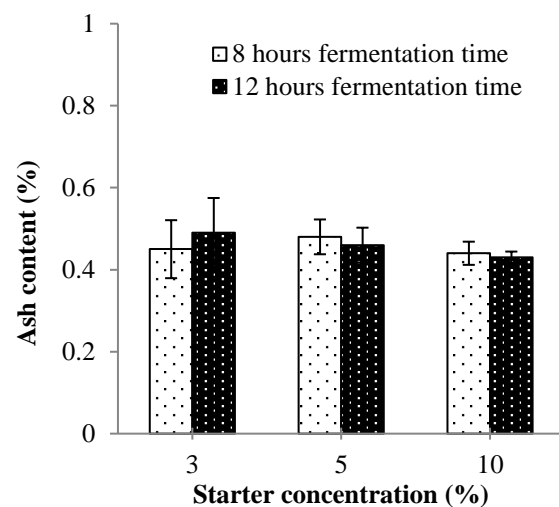 1
0.8
0.6
0.4
0.2
0
Ash content (%)
8 hours fermentation time
12 hours fermentation time
3 5 10
Starter concentration (%)